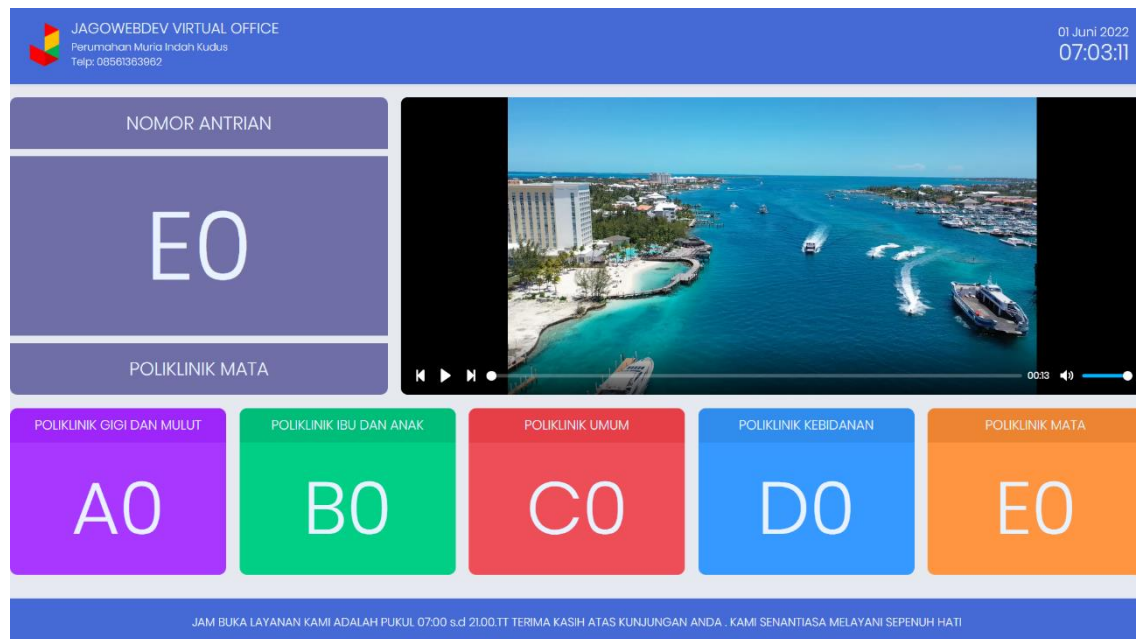 JAGOWEBDEV VIRTUAL OFFICE
Perumahan Muria Indah Kudus
Telp: 08561363962
01 Juni 2022
07:03:11
NOMOR ANTRIAN
E0
POLIKLINIK MATA
00:13
POLIKLINIK GIGI DAN MULUT
A0
POLIKLINIK IBU DAN ANAK
B0
POLIKLINIK UMUM
C0
POLIKLINIK KEBIDANAN
D0
POLIKLINIK MATA
E0
JAM BUKA LAYANAN KAMI ADALAH PUKUL 07:00 s.d 21.00.TT TERIMA KASIH ATAS KUNJUNGAN ANDA . KAMI SENANTIASA MELAYANI SEPENUH HATI